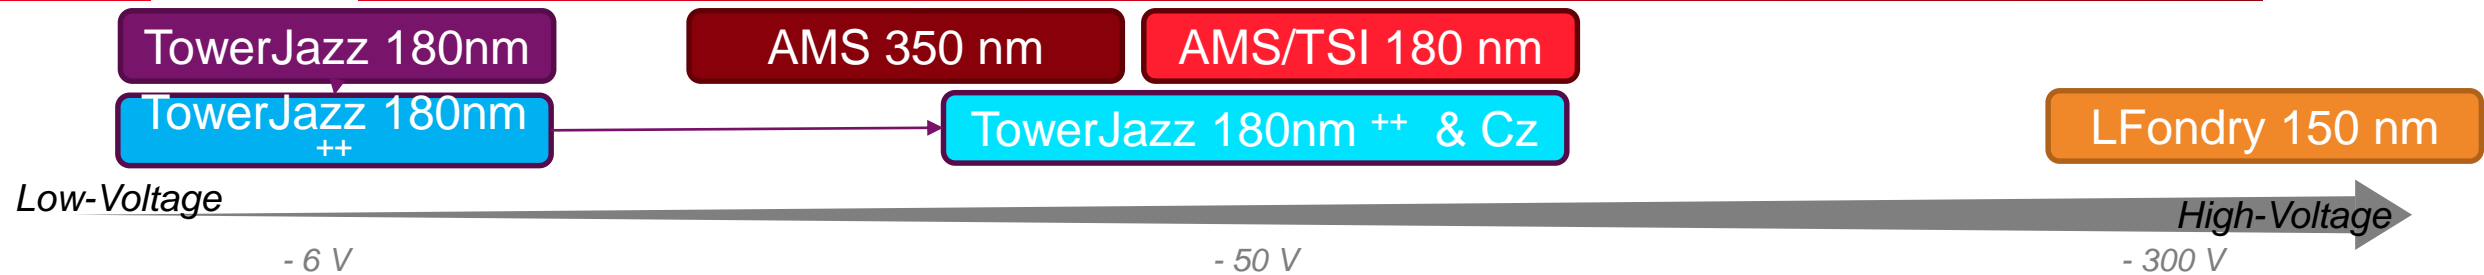 TowerJazz 180nm
AMS 350 nm
AMS/TSI 180 nm
TowerJazz 180nm
++
TowerJazz 180nm ++ & Cz
LFondry 150 nm
Low-Voltage
High-Voltage
- 6 V
- 50 V
- 300 V